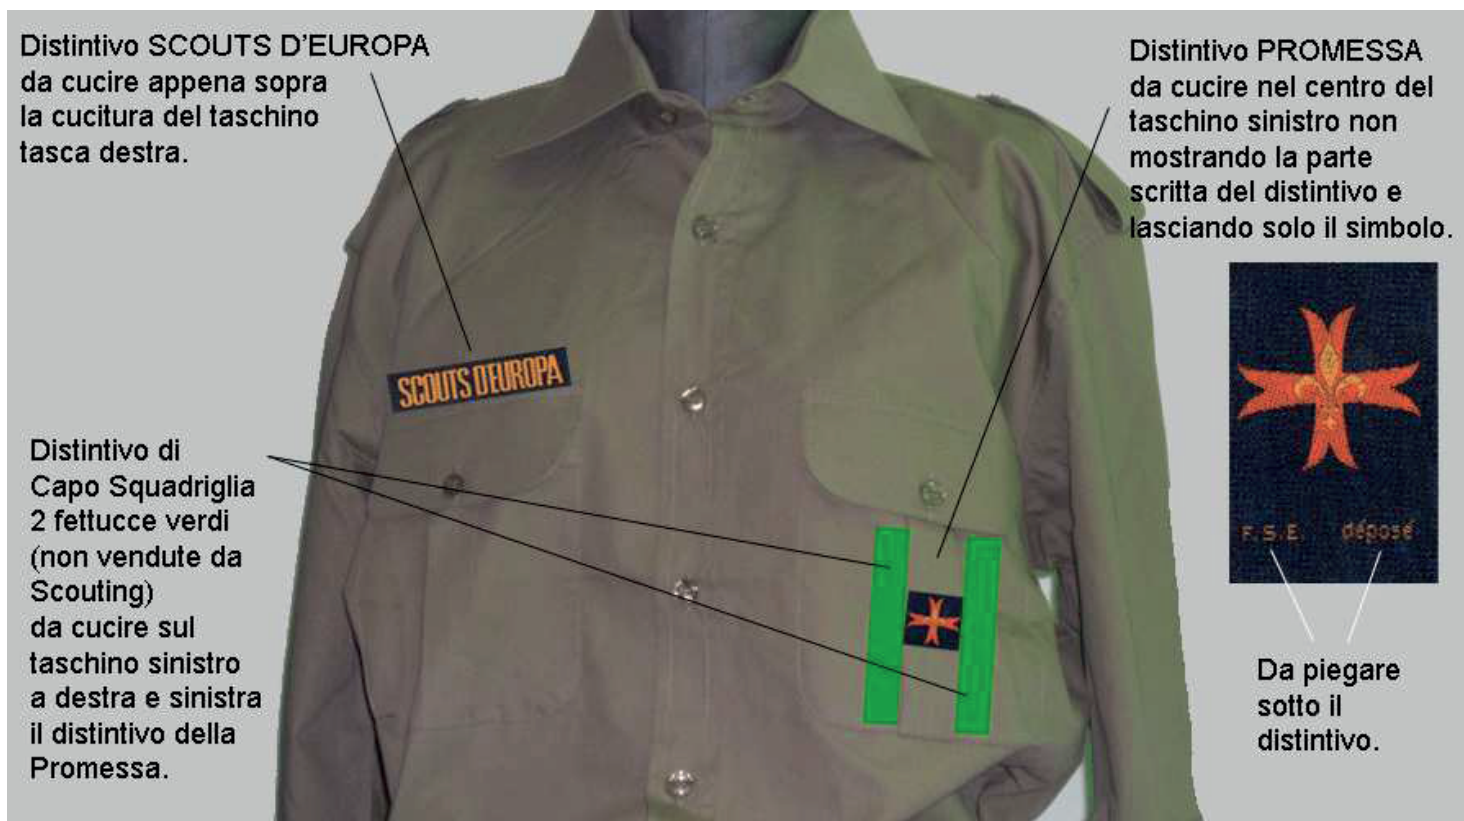 Distintivo SCOUTS D'EUROPA
da cucire appena sopra
la cucitura del taschino
tasca destra.
Distintivo PROMESSA
da cucire nel centro del
taschino sinistro non
mostrando la parte
scritta del distintivo e
lasciando solo il simbolo.
SCOUTS D'EUROPA
Distintivo di
Capo Squadriglia
2 fettucce verdi
(non vendute da
Scouting)
da cucire sul
taschino sinistro
a destra e sinistra
il distintivo della
Promessa.
F.S.E. déposé
Da piegare
sotto il
distintivo.